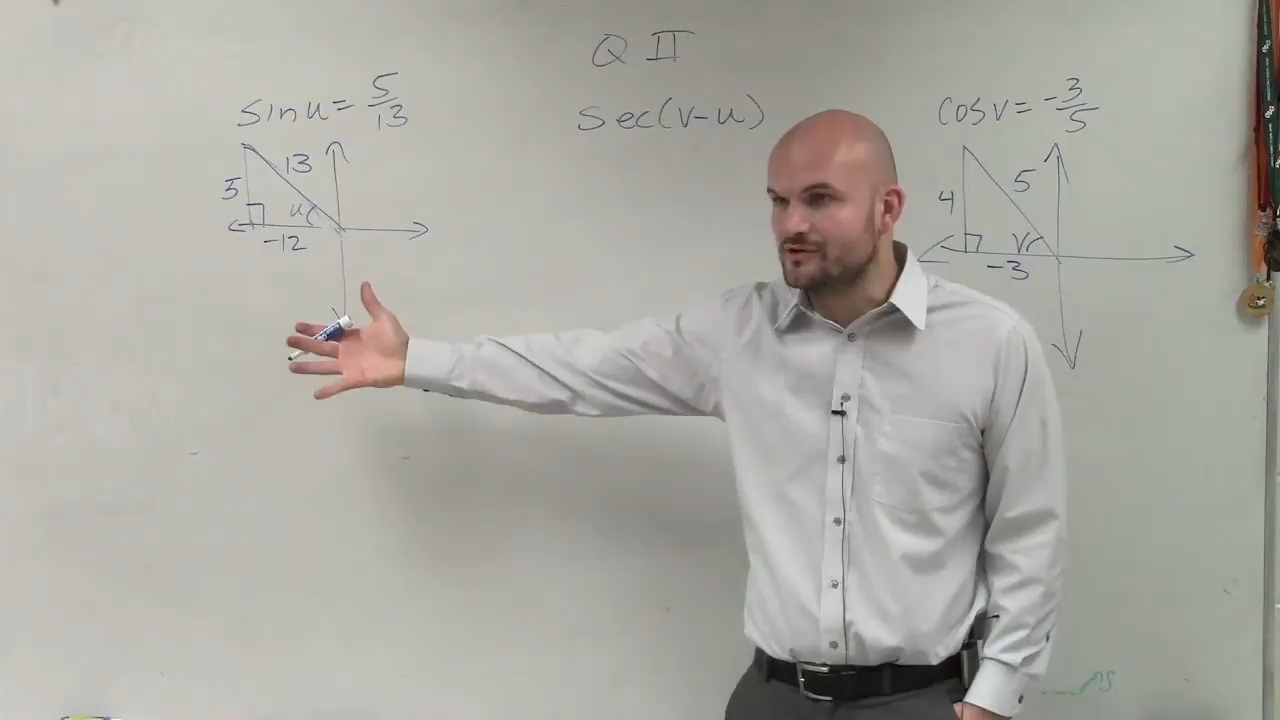 Q II
sin u = 5/13
sec(v-u)
cos v = -3/5
13
5
u
-12
5
4
v
-3